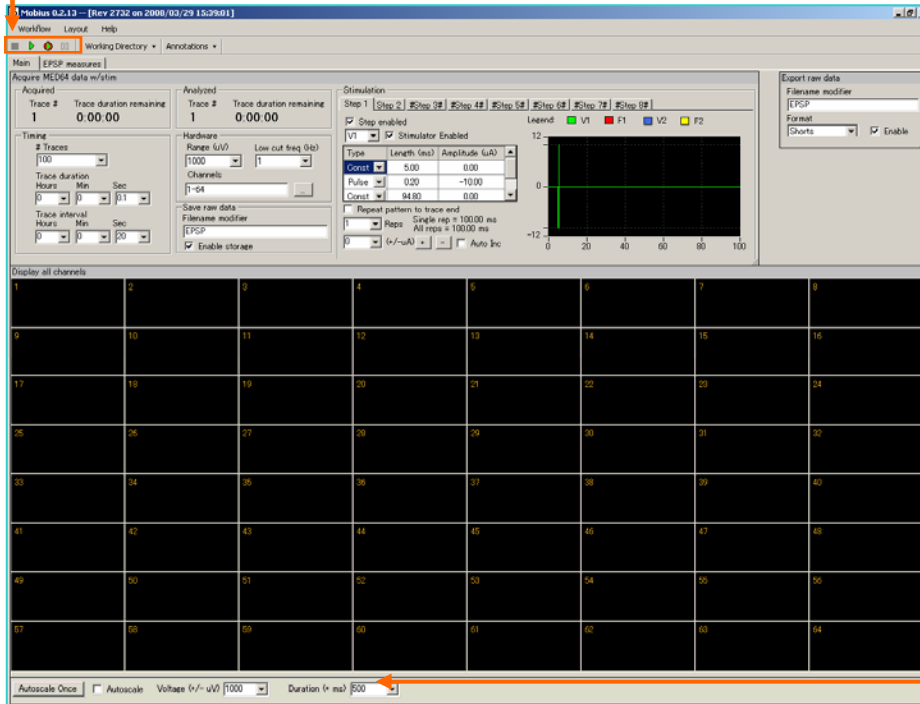 Mobius 0.2.13 -- [Rev 2732 on 2008/03/29 15:39:01]
Workflow Layout Help
Working Directory Annotations
Main EPSP measures
Acquire MED64 data w/stim
Export raw data
Acquired
Trace # Trace duration remaining
1 0:00:00
Analyzed
Trace # Trace duration remaining
1 0:00:00
Timing
# Traces
100
Trace duration
Hours Min Sec
0 0 0.1
Trace interval
Hours Min Sec
0 0 20
Hardware
Range (uV) Low cut freq (Hz)
1000 1
Channels
1-64 ...
Save raw data
Filename modifier
EPSP
Enable storage
Stimulation
Step 1 Step 2 #Step 3# #Step 4# #Step 5# #Step 6# #Step 7# #Step 8#
Step enabled
V1 Stimulator Enabled
Type Length (ms) Amplitude (uA)
Const 5.00 0.00
Pulse 0.20 -10.00
Const 94.80 0.00
Repeat pattern to trace end
1 Reps Single rep = 100.00 ms
All reps = 100.00 ms
0 (+/-uA) + - Auto Inc
Legend: V1 F1 V2 F2
12
0
-12
0 20 40 60 80 100
Filename modifier
EPSP
Format
Shorts Enable
Display all channels
1 2 3 4 5 6 7 8
9 10 11 12 13 14 15 16
17 18 19 20 21 22 23 24
25 26 27 28 29 30 31 32
33 34 35 36 37 38 39 40
41 42 43 44 45 46 47 48
49 50 51 52 53 54 55 56
57 58 59 60 61 62 63 64
Autoscale Once Autoscale Voltage (+/- uV) 1000 Duration (+ ms) 500